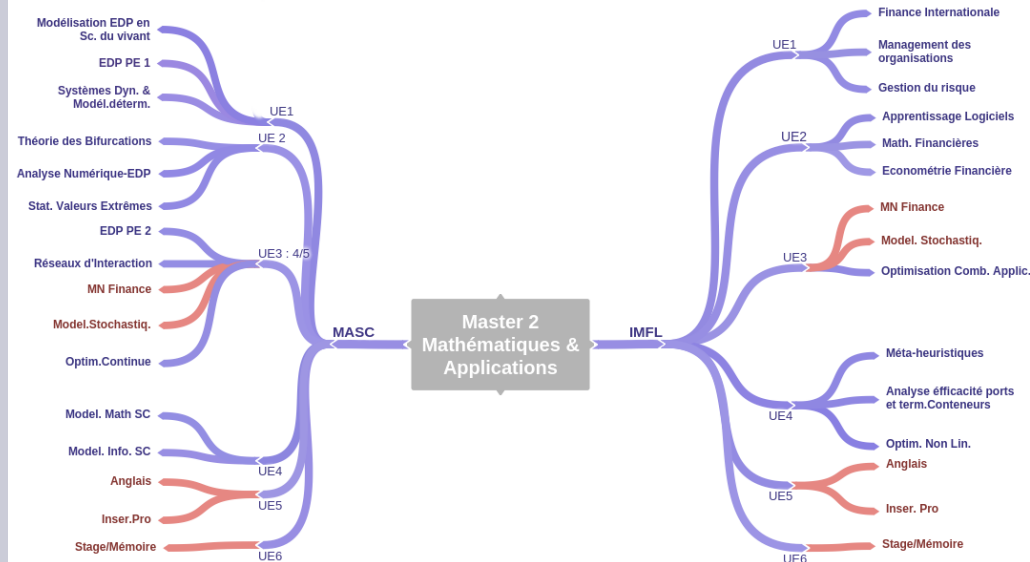 Master 2
Mathématiques &
Applications
MASC
UE1
Modélisation EDP en
Sc. du vivant
EDP PE 1
Systèmes Dyn. &
Modél.déterm.
UE 2
Théorie des Bifurcations
Analyse Numérique-EDP
Stat. Valeurs Extrêmes
UE3 : 4/5
EDP PE 2
Réseaux d'Interaction
MN Finance
Model.Stochastiq.
Optim.Continue
UE4
Model. Math SC
Model. Info. SC
UE5
Anglais
Inser.Pro
UE6
Stage/Mémoire
IMFL
UE1
Finance Internationale
Management des
organisations
Gestion du risque
UE2
Apprentissage Logiciels
Math. Financières
Econométrie Financière
UE3
MN Finance
Model. Stochastiq.
Optimisation Comb. Applic.
UE4
Méta-heuristiques
Analyse éfficacité ports
et term.Conteneurs
Optim. Non Lin.
UE5
Anglais
Inser. Pro
UE6
Stage/Mémoire